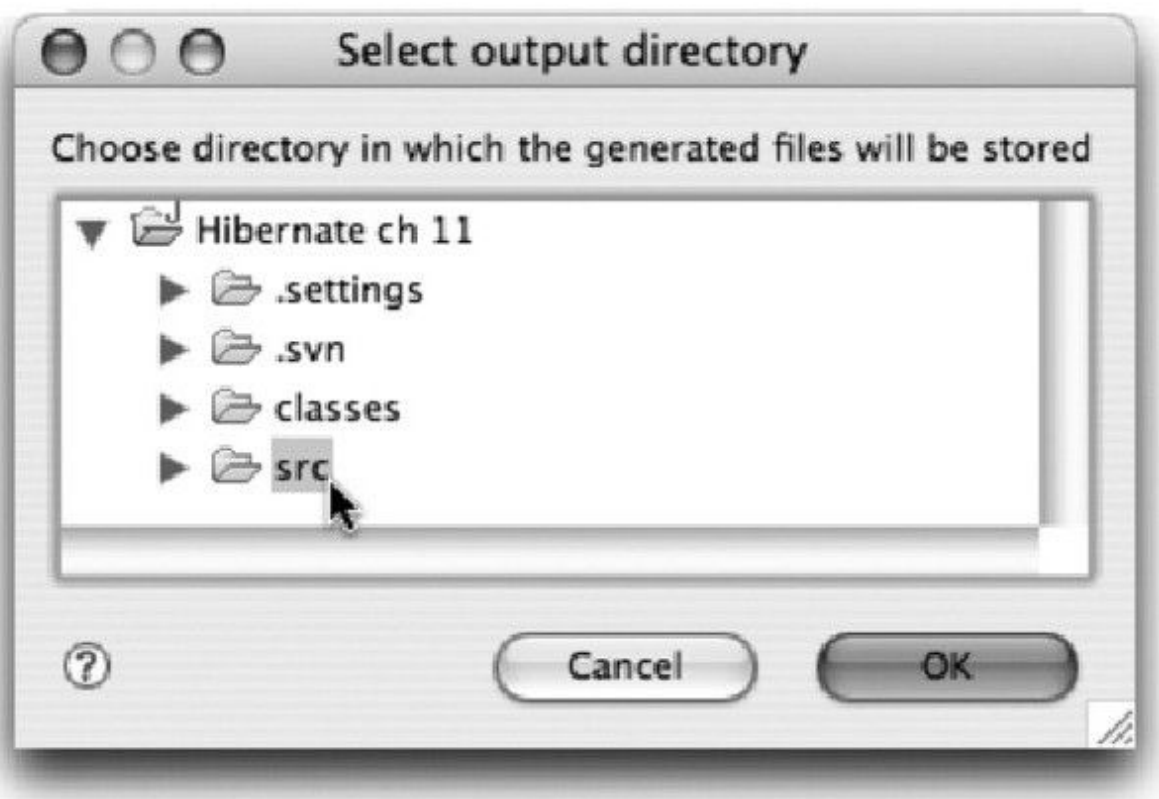 Select output directory
Choose directory in which the generated files will be stored
Hibernate ch 11
.settings
.svn
classes
src
? Cancel OK